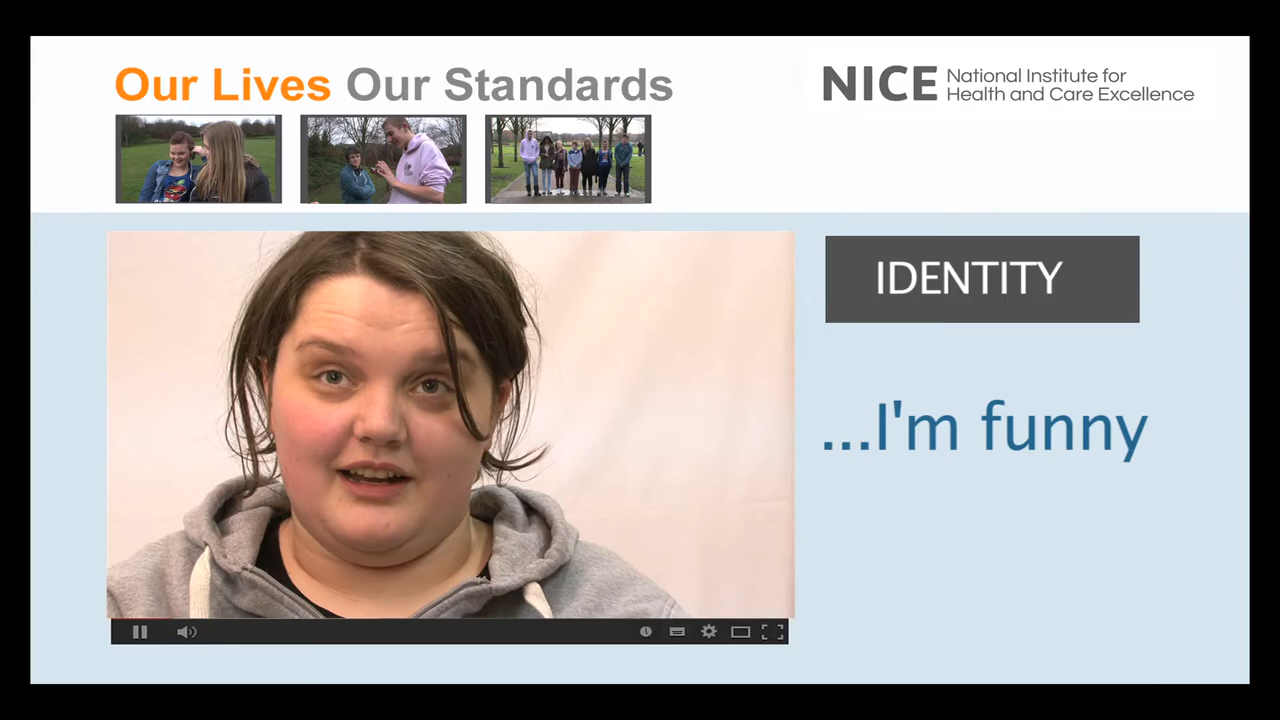 Our Lives Our Standards
NICE National Institute for
Health and Care Excellence
IDENTITY
...I'm funny